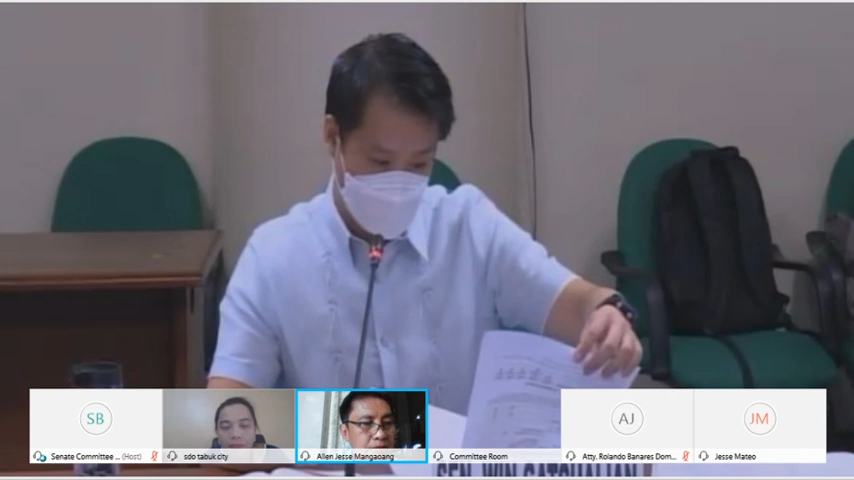 SB
AJ
JM
Senate Committee ... (Host)
sdo tabuk city
Allen Jesse Mangaoang
Committee Room
Atty. Rolando Banares Dom...
Jesse Mateo
SEN. WIN GATCHALIAN